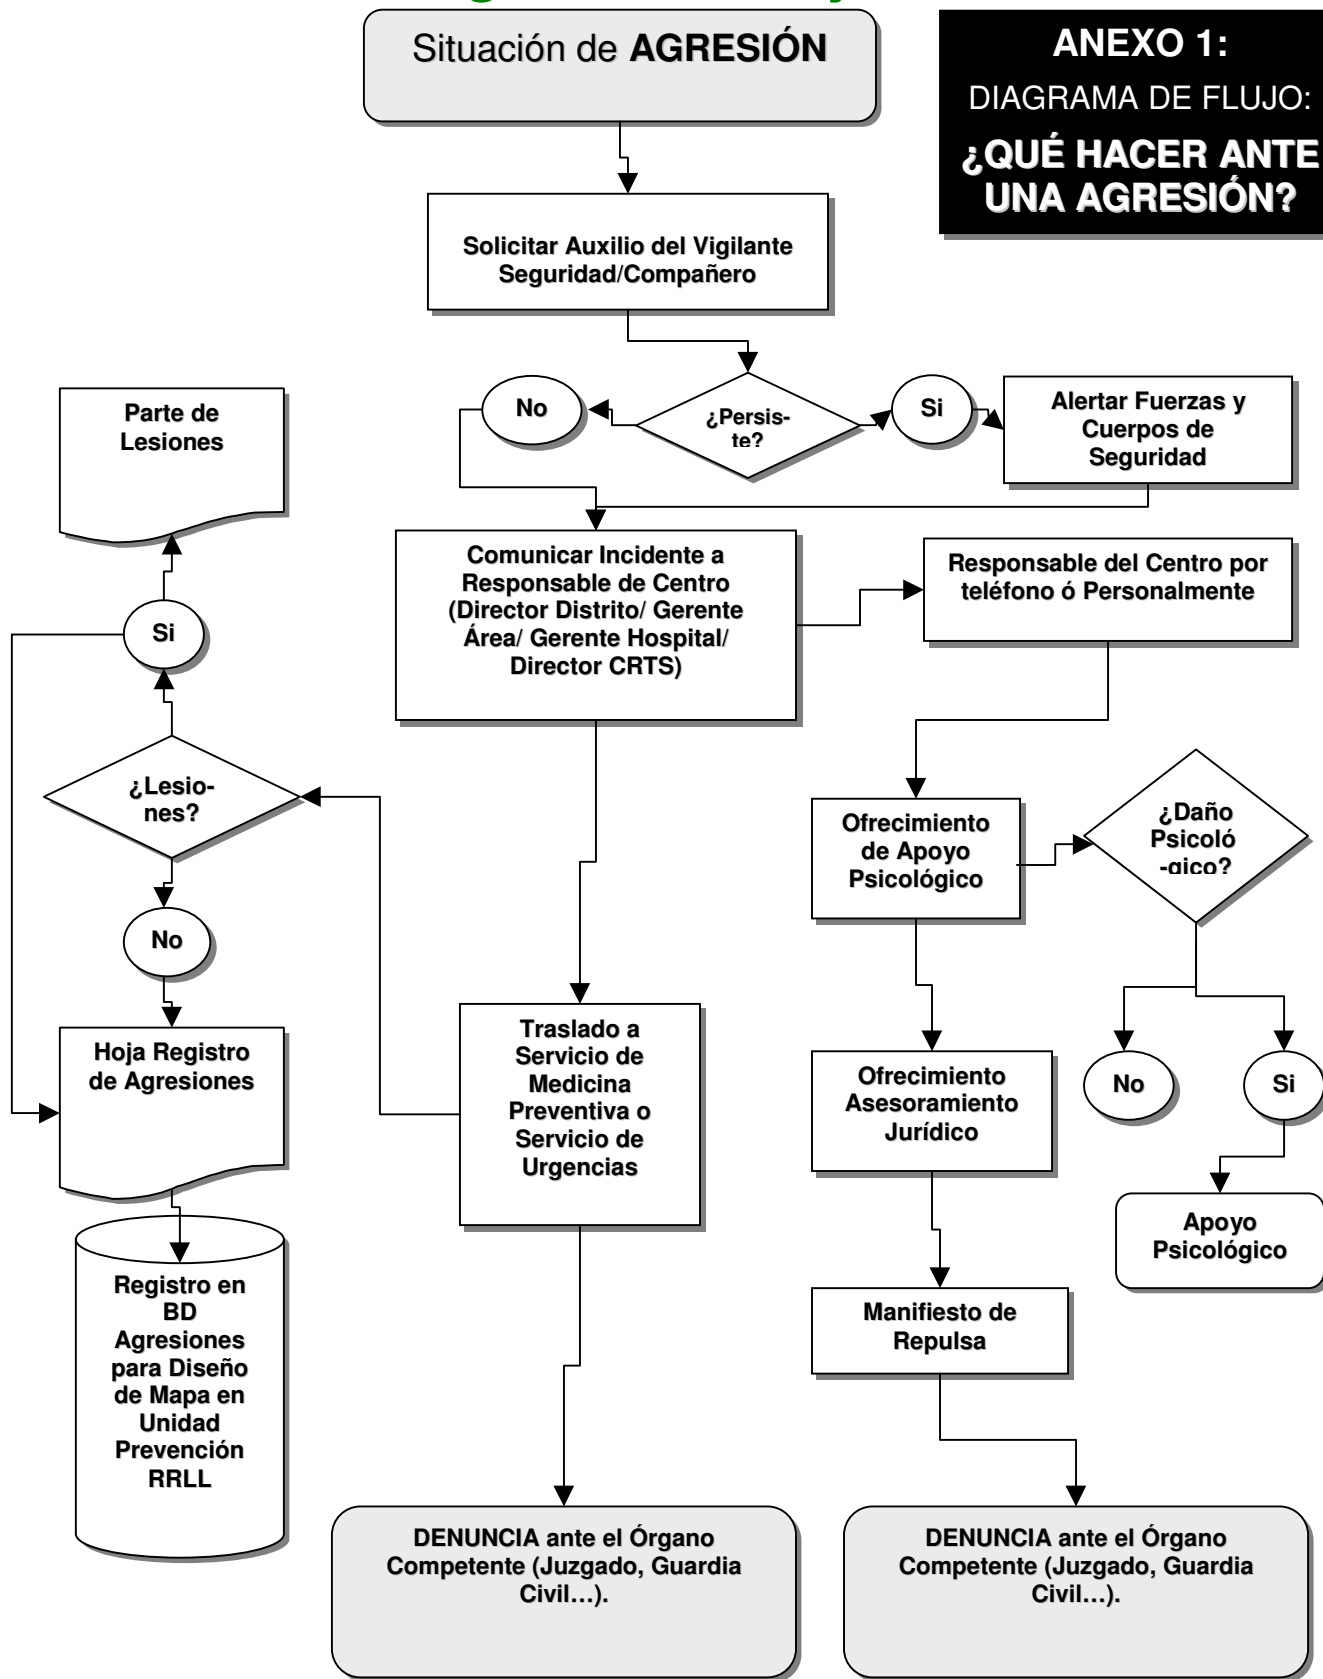 Situación de AGRESIÓN
ANEXO 1:
DIAGRAMA DE FLUJO:
¿QUÉ HACER ANTE
UNA AGRESIÓN?
Solicitar Auxilio del Vigilante
Seguridad/Compañero
¿Persis-
te?
No
Si
Alertar Fuerzas y
Cuerpos de
Seguridad
Parte de
Lesiones
Comunicar Incidente a
Responsable de Centro
(Director Distrito/ Gerente
Área/ Gerente Hospital/
Director CRTS)
Responsable del Centro por
teléfono ó Personalmente
Si
¿Lesio-
nes?
No
Ofrecimiento
de Apoyo
Psicológico
¿Daño
Psicoló
-gico?
No
Si
Apoyo
Psicológico
Hoja Registro
de Agresiones
Traslado a
Servicio de
Medicina
Preventiva o
Servicio de
Urgencias
Ofrecimiento
Asesoramiento
Jurídico
Registro en
BD
Agresiones
para Diseño
de Mapa en
Unidad
Prevención
RRLL
Manifiesto de
Repulsa
DENUNCIA ante el Órgano
Competente (Juzgado, Guardia
Civil…).
DENUNCIA ante el Órgano
Competente (Juzgado, Guardia
Civil…).